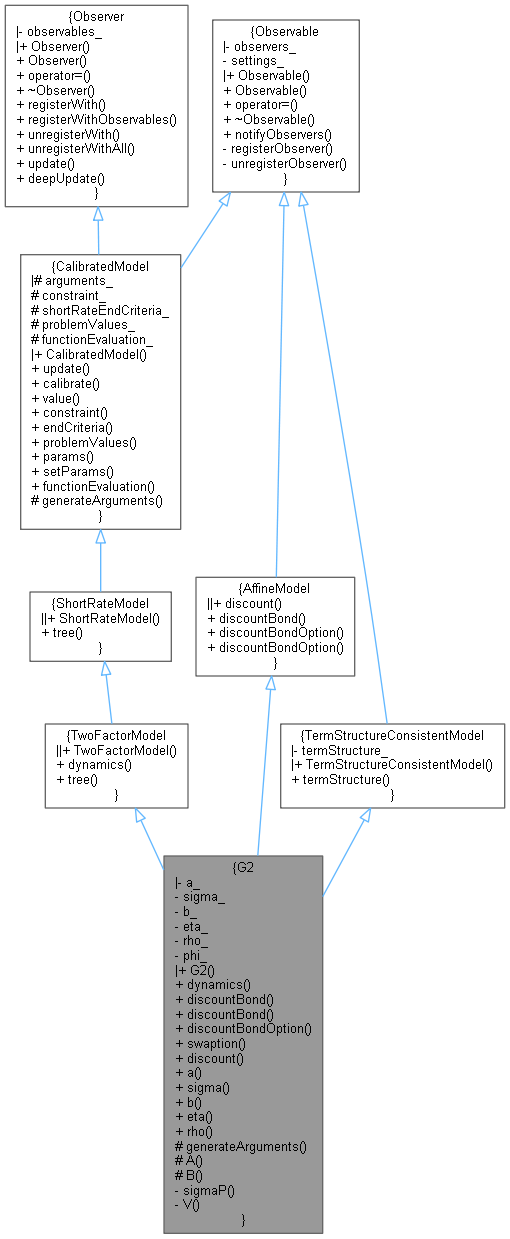 {Observer
|- observables_
|+ Observer()
+ Observer()
+ operator=()
+ ~Observer()
+ registerWith()
+ registerWithObservables()
+ unregisterWith()
+ unregisterWithAll()
+ update()
+ deepUpdate()
}
{Observable
|- observers_
- settings_
|+ Observable()
+ Observable()
+ operator=()
+ ~Observable()
+ notifyObservers()
- registerObserver()
- unregisterObserver()
}
{CalibratedModel
|# arguments_
# constraint_
# shortRateEndCriteria_
# problemValues_
# functionEvaluation_
|+ CalibratedModel()
+ update()
+ calibrate()
+ value()
+ constraint()
+ endCriteria()
+ problemValues()
+ params()
+ setParams()
+ functionEvaluation()
# generateArguments()
}
{ShortRateModel
||+ ShortRateModel()
+ tree()
}
{AffineModel
||+ discount()
+ discountBond()
+ discountBondOption()
+ discountBondOption()
}
{TwoFactorModel
||+ TwoFactorModel()
+ dynamics()
+ tree()
}
{TermStructureConsistentModel
|- termStructure_
|+ TermStructureConsistentModel()
+ termStructure()
}
{G2
|- a_
- sigma_
- b_
- eta_
- rho_
- phi_
|+ G2()
+ dynamics()
+ discountBond()
+ discountBond()
+ discountBondOption()
+ swaption()
+ discount()
+ a()
+ sigma()
+ b()
+ eta()
+ rho()
# generateArguments()
# A()
# B()
- sigmaP()
- V()
}